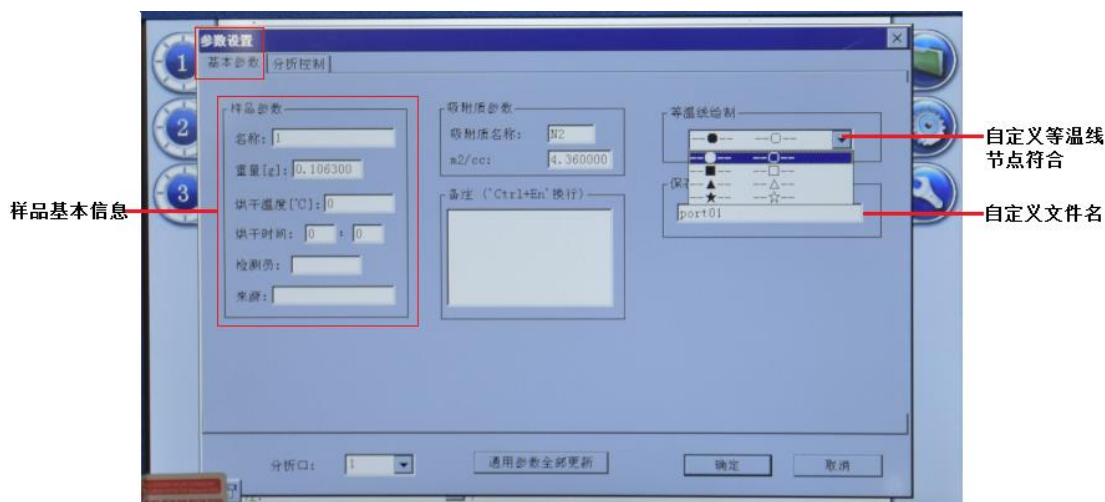 参数设置
基本参数 分析控制
样品参数
名称: 1
重量[g]: 0.106300
烘干温度[℃]: 0
烘干时间: 0 : 0
检测员:
来源:
吸附质参数
吸附质名称: N2
m2/cc: 4.360000
备注 ('Ctrl+En'换行)
等温线绘制
保存
port01
分析口: 1
通用参数全部更新
确定
取消
1
2
3
样品基本信息
自定义等温线
节点符合
自定义文件名